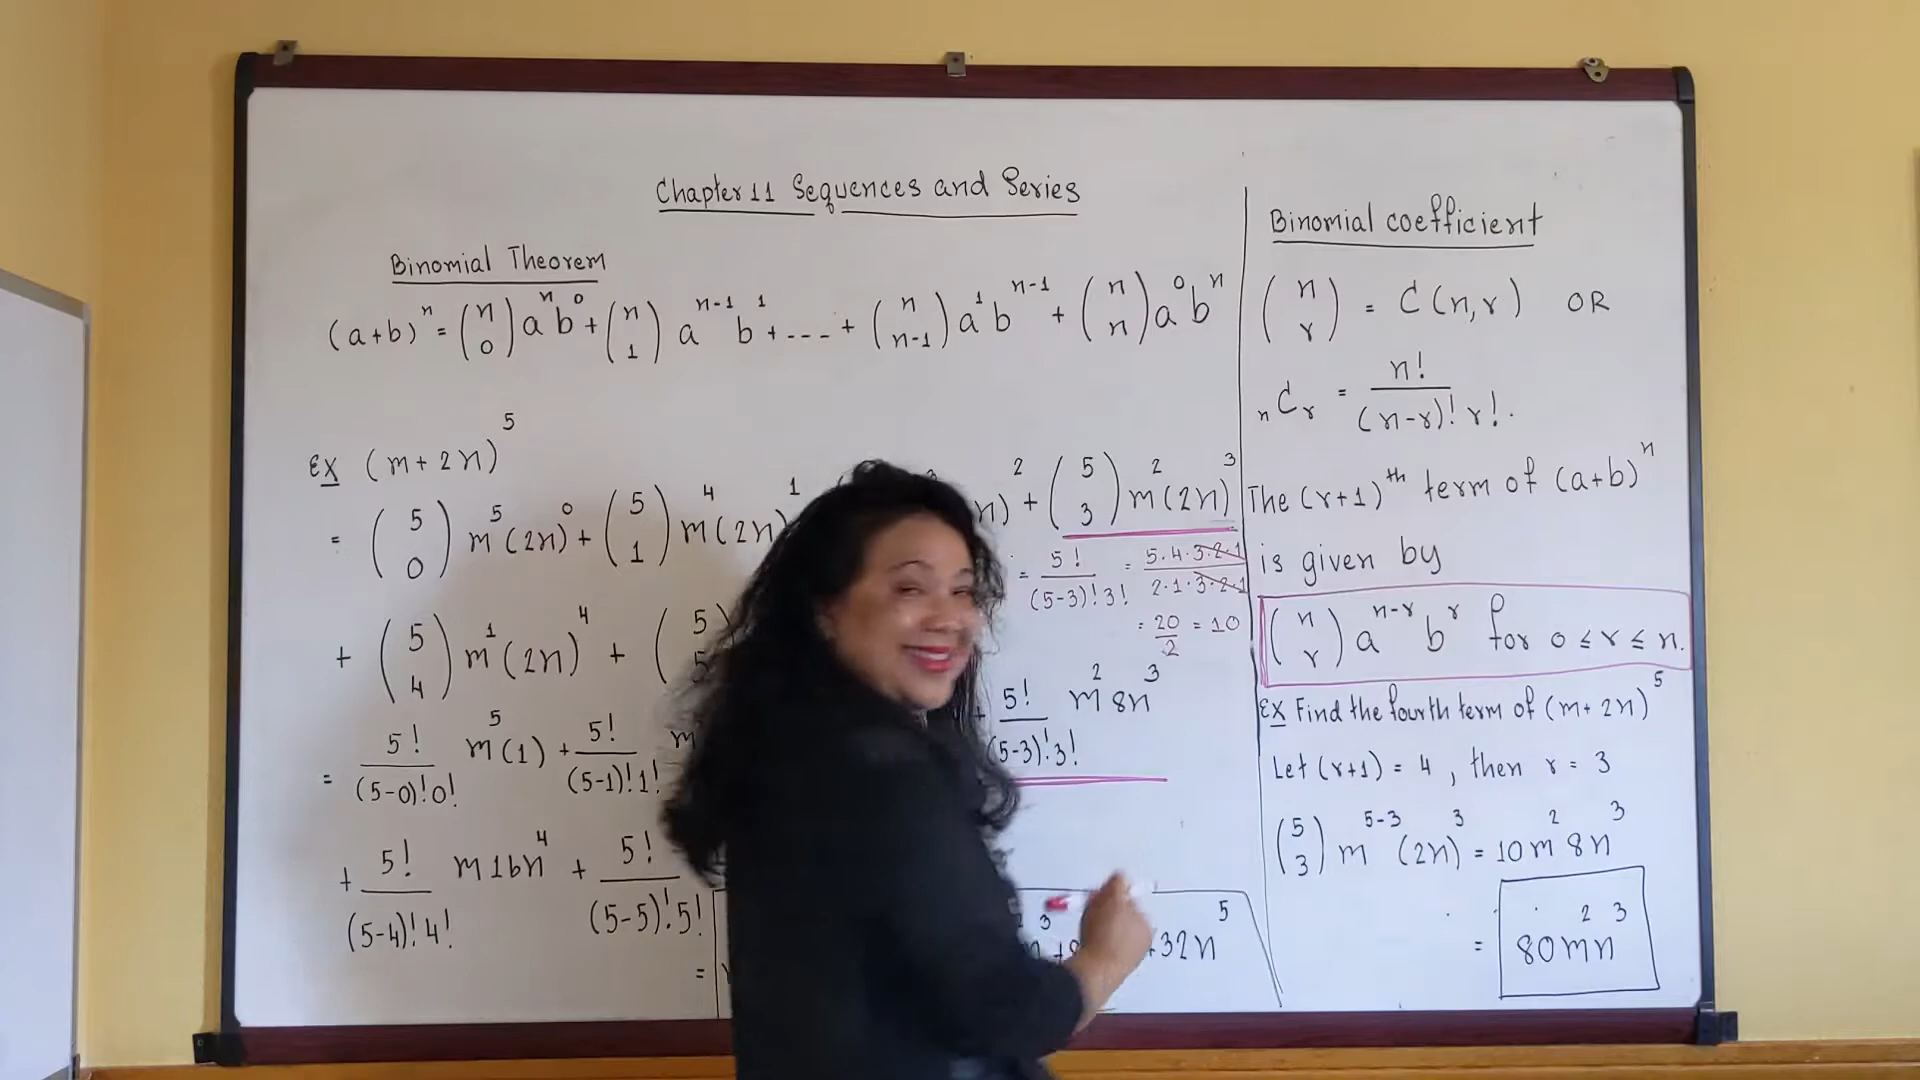 Chapter 11 Sequences and Series
Binomial Theorem
(a+b)^n = (n 0) a^n b^0 + (n 1) a^(n-1) b^1 + --- + (n n-1) a^1 b^(n-1) + (n n) a^0 b^n
Ex (m+2n)^5
= (5 0) m^5 (2n)^0 + (5 1) m^4 (2n)^1 n)^2 + (5 3) m^2 (2n)^3
= 5!/(5-3)!3! = 5·4·3·2·1/2·1·3·2·1
= 20/2 = 10
+ (5 4) m^1 (2n)^4 + (5 5
= 5!/(5-0)!0! m^5 (1) + 5!/(5-1)!1! m + 5!/(5-3)!3! m^2 8n^3
+ 5!/(5-4)!4! m16n^4 + 5!/(5-5)!5!
= +32n^5
Binomial coefficient
(n r) = C(n,r) OR
nCr = n!/(n-r)! r!.
The (r+1)^th term of (a+b)^n
is given by
(n r) a^(n-r) b^r for 0 ≤ r ≤ n.
Ex Find the fourth term of (m+2n)^5
Let (r+1) = 4, then r = 3
(5 3) m^(5-3) (2n)^3 = 10m^2 8n^3
= 80m^2n^3